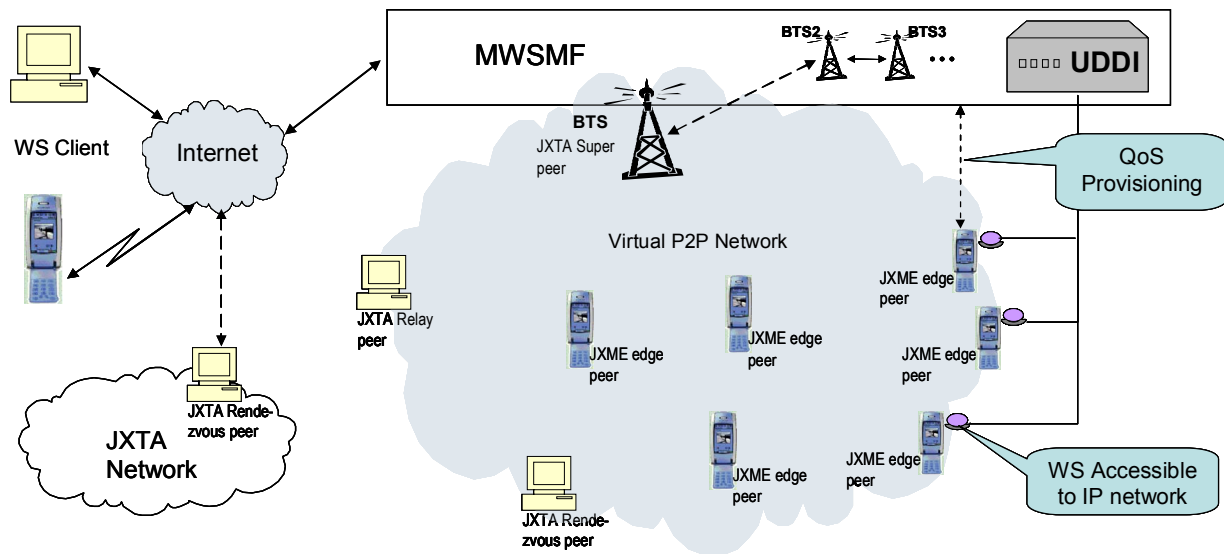 MWSMF
BTS2
BTS3
UDDI
WS Client
Internet
BTS
JXTA Super
peer
QoS
Provisioning
Virtual P2P Network
JXTA Relay
peer
JXME edge
peer
JXME edge
peer
JXME edge
peer
JXME edge
peer
JXTA Rende-
zvous peer
JXTA
Network
JXME edge
peer
JXME edge
peer
WS Accessible
to IP network
JXTA Rende-
zvous peer